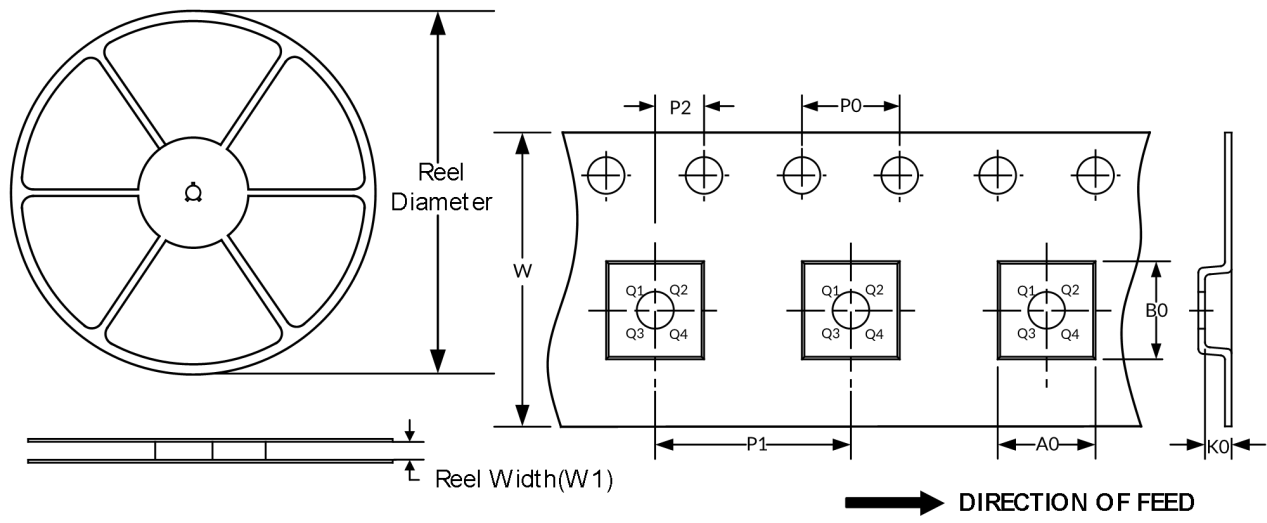 P2
P0
Reel
Diameter
W
Q1 Q2
Q3 Q4
Q1 Q2
Q3 Q4
Q1 Q2
Q3 Q4
B0
P1
A0
K0
Reel Width(W1)
DIRECTION OF FEED